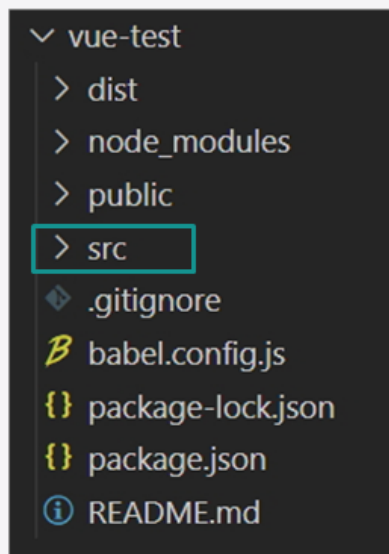 vue-test
dist
node_modules
public
src
.gitignore
babel.config.js
package-lock.json
package.json
README.md